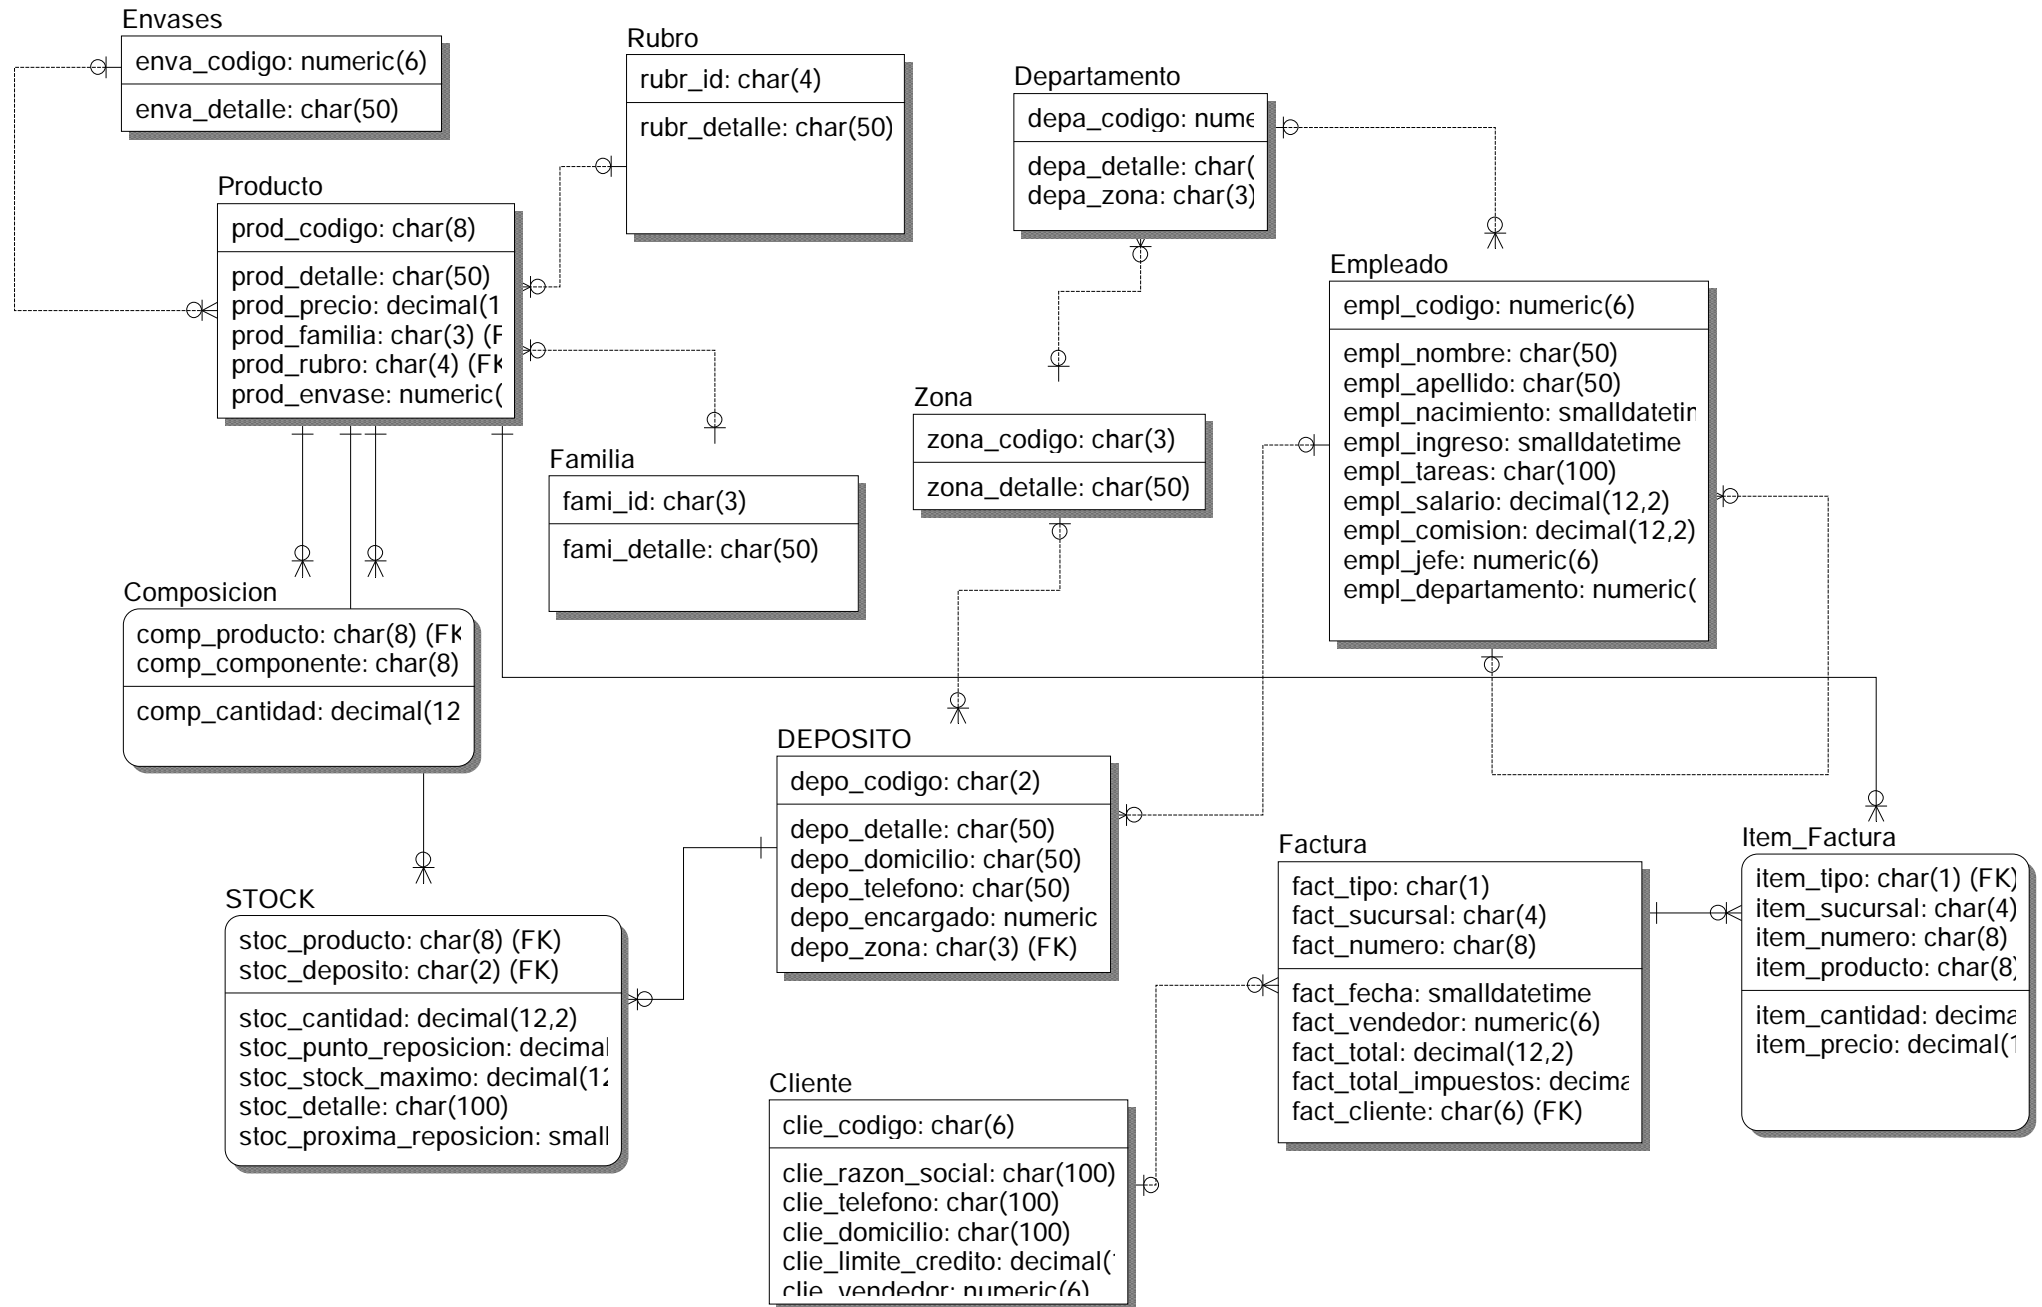 Envases
enva_codigo: numeric(6)
enva_detalle: char(50)
Rubro
rubr_id: char(4)
rubr_detalle: char(50)
Departamento
depa_codigo: nume
depa_detalle: char(
depa_zona: char(3)
Producto
prod_codigo: char(8)
prod_detalle: char(50)
prod_precio: decimal(1
prod_familia: char(3) (F
prod_rubro: char(4) (FK
prod_envase: numeric(
Empleado
empl_codigo: numeric(6)
empl_nombre: char(50)
empl_apellido: char(50)
empl_nacimiento: smalldatetin
empl_ingreso: smalldatetime
empl_tareas: char(100)
empl_salario: decimal(12,2)
empl_comision: decimal(12,2)
empl_jefe: numeric(6)
empl_departamento: numeric(
Zona
zona_codigo: char(3)
zona_detalle: char(50)
Familia
fami_id: char(3)
fami_detalle: char(50)
Composicion
comp_producto: char(8) (FK
comp_componente: char(8)
comp_cantidad: decimal(12
DEPOSITO
depo_codigo: char(2)
depo_detalle: char(50)
depo_domicilio: char(50)
depo_telefono: char(50)
depo_encargado: numeric
depo_zona: char(3) (FK)
Factura
fact_tipo: char(1)
fact_sucursal: char(4)
fact_numero: char(8)
fact_fecha: smalldatetime
fact_vendedor: numeric(6)
fact_total: decimal(12,2)
fact_total_impuestos: decima
fact_cliente: char(6) (FK)
Item_Factura
item_tipo: char(1) (FK)
item_sucursal: char(4)
item_numero: char(8)
item_producto: char(8)
item_cantidad: decima
item_precio: decimal(1
STOCK
stoc_producto: char(8) (FK)
stoc_deposito: char(2) (FK)
stoc_cantidad: decimal(12,2)
stoc_punto_reposicion: decimal
stoc_stock_maximo: decimal(12
stoc_detalle: char(100)
stoc_proxima_reposicion: small
Cliente
clie_codigo: char(6)
clie_razon_social: char(100)
clie_telefono: char(100)
clie_domicilio: char(100)
clie_limite_credito: decimal(
clie_vendedor: numeric(6)